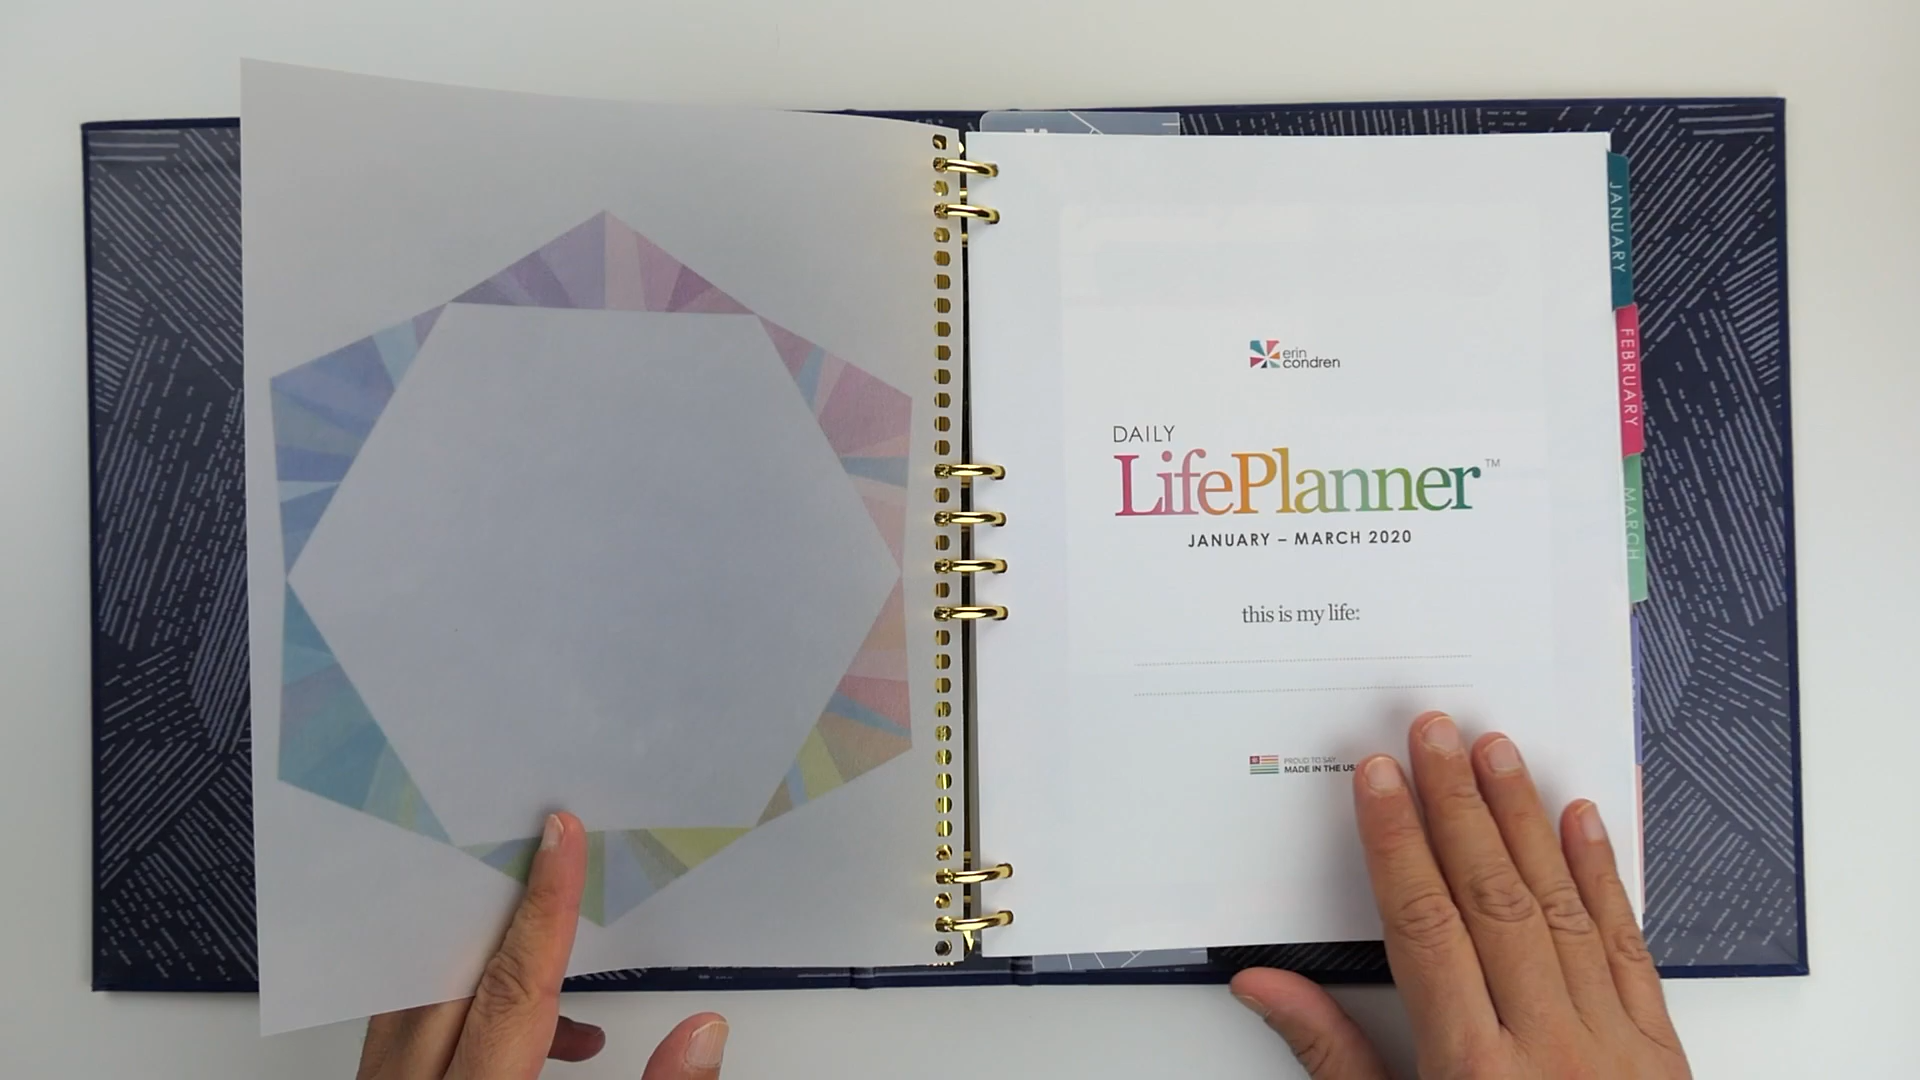 erin
condren
DAILY
LifePlanner™
JANUARY – MARCH 2020
this is my life:
PROUD TO SAY
MADE IN THE US
JANUARY
FEBRUARY
MARCH